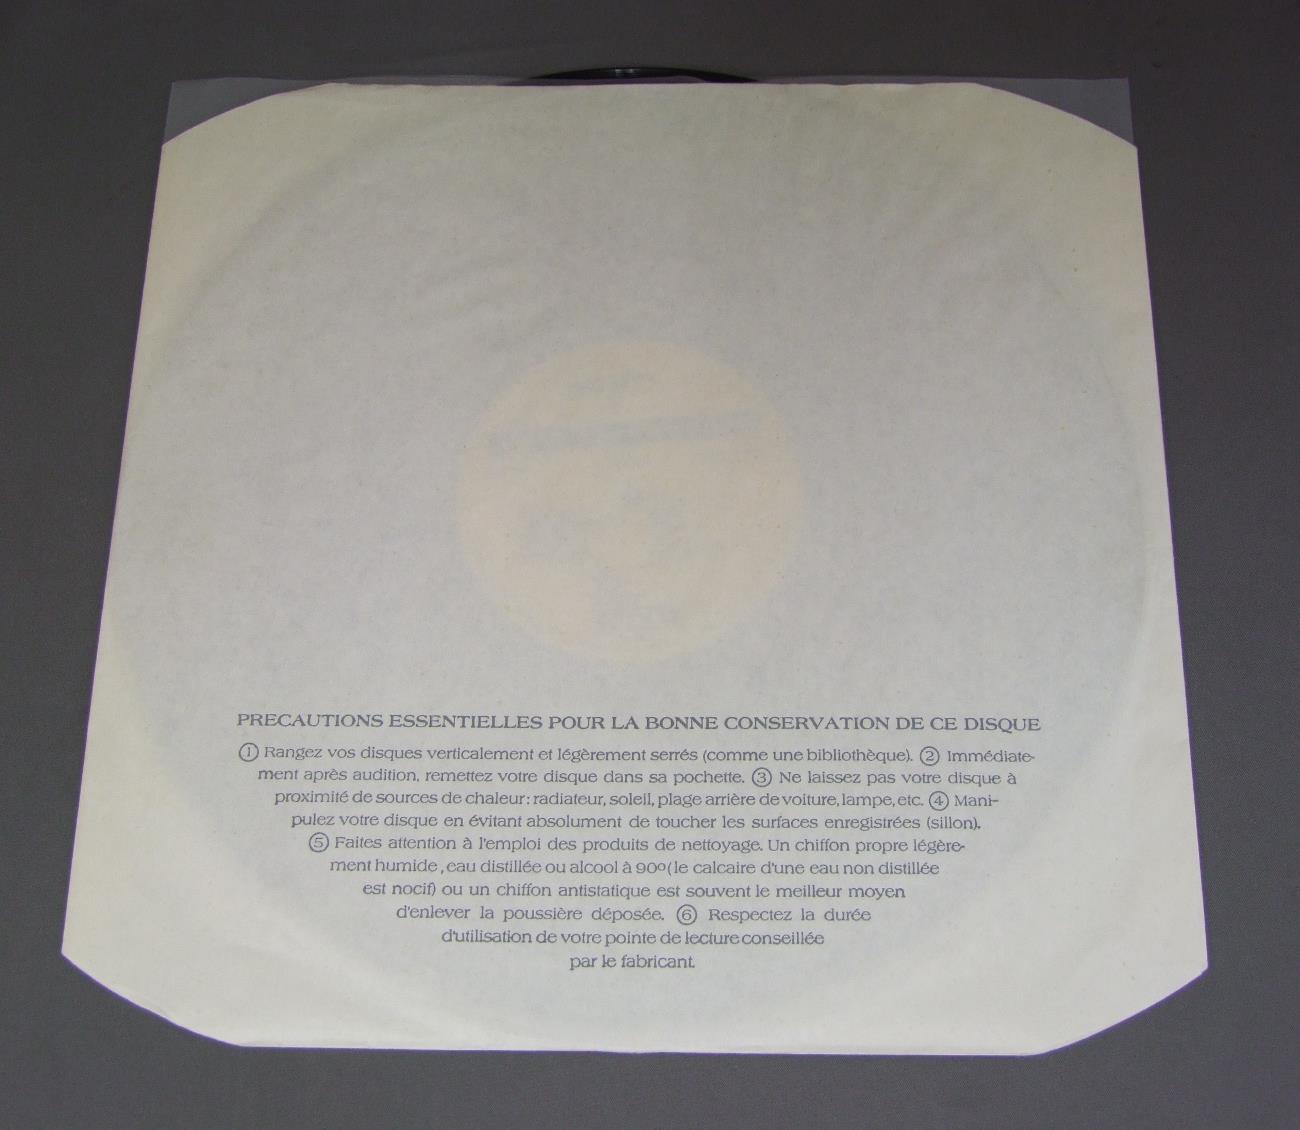 PRECAUTIONS ESSENTIELLES POUR LA BONNE CONSERVATION DE CE DISQUE
① Rangez vos disques verticalement et légèrement serrés (comme une bibliothèque). ② Immédiate-
ment après audition, remettez votre disque dans sa pochette. ③ Ne laissez pas votre disque à
proximité de sources de chaleur : radiateur, soleil, plage arrière de voiture, lampe, etc. ④ Mani-
pulez votre disque en évitant absolument de toucher les surfaces enregistrées (sillon).
⑤ Faites attention à l'emploi des produits de nettoyage. Un chiffon propre légère-
ment humide, eau distillée ou alcool à 90º (le calcaire d'une eau non distillée
est nocif) ou un chiffon antistatique est souvent le meilleur moyen
d'enlever la poussière déposée. ⑥ Respectez la durée
d'utilisation de votre pointe de lecture conseillée
par le fabricant.